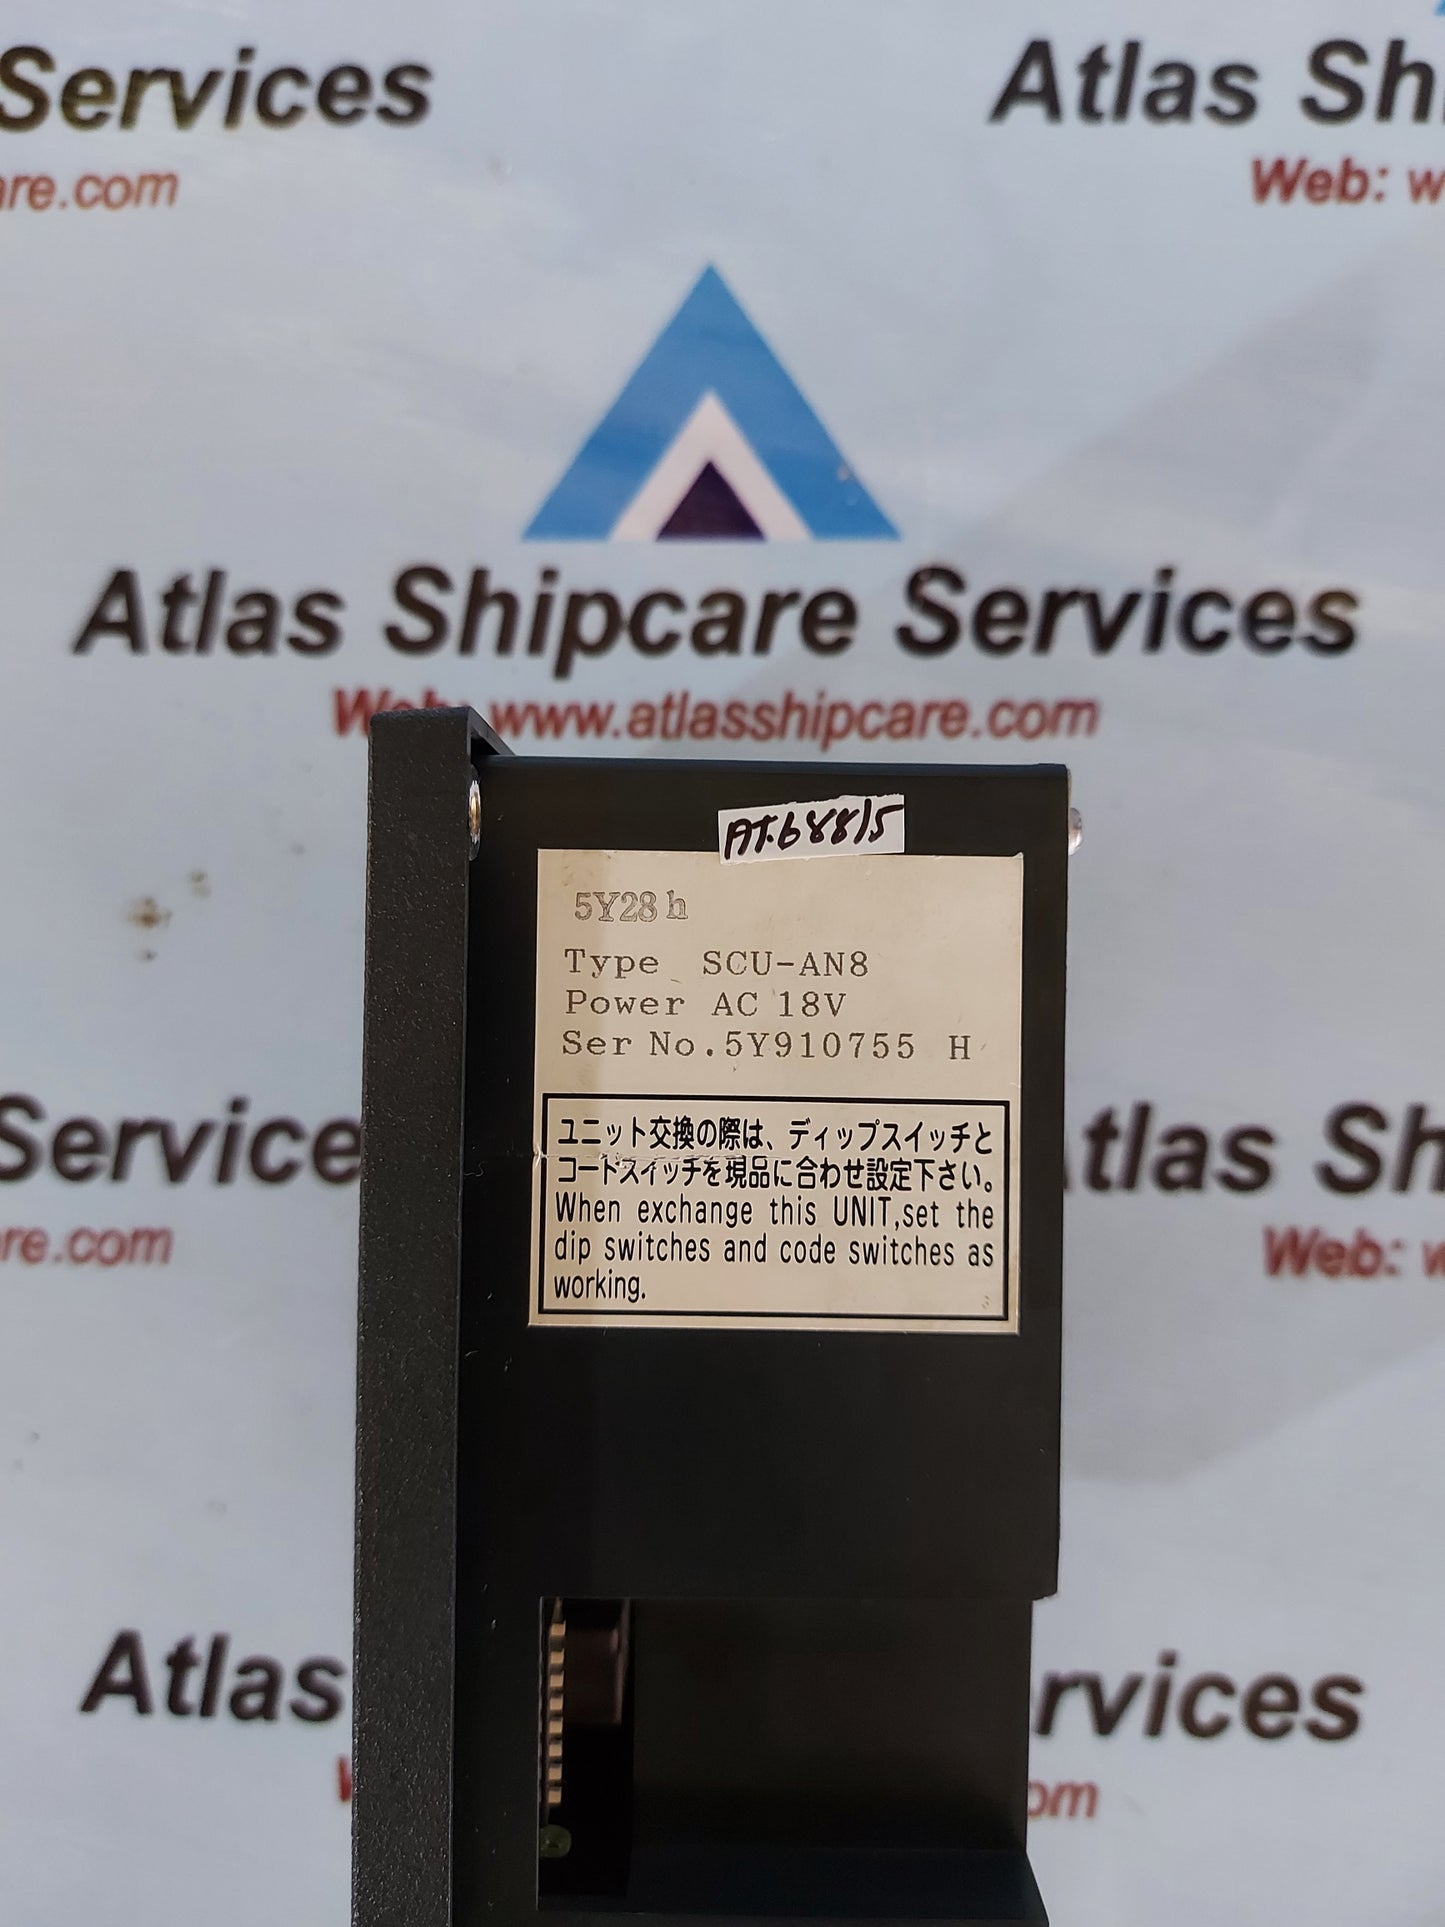 Services
Atlas Sh
are.com
Web: w
Atlas Shipcare Services
Web: www.atlasshipcare.com
AT.68815
5Y28h
Type SCU-AN8
Power AC 18V
Ser No.5Y910755 H
ユニット交換の際は、ディップスイッチと
コードスイッチを現品に合わせ設定下さい。
When exchange this UNIT,set the
dip switches and code switches as
working.
Service
tlas Sh
re.com
Web: w
Atlas
rvices
om